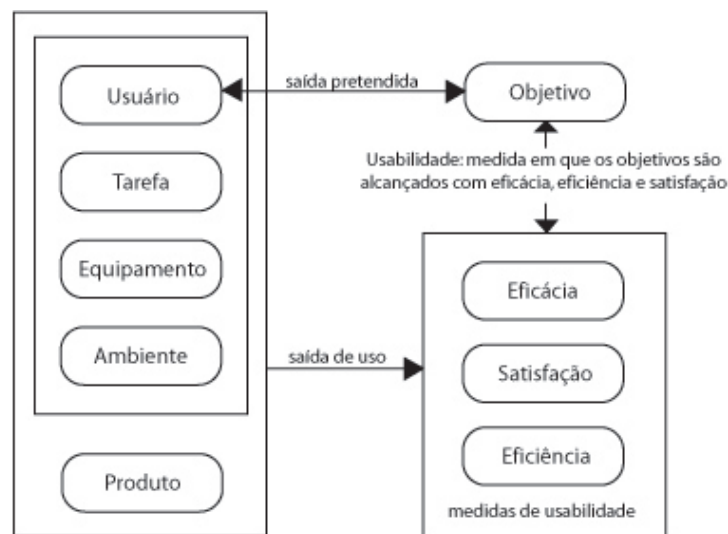 Usuário
saída pretendida
Objetivo
Tarefa
Usabilidade: medida em que os objetivos são
alcançados com eficácia, eficiência e satisfação
Equipamento
Ambiente
saída de uso
Produto
Eficácia
Satisfação
Eficiência
medidas de usabilidade